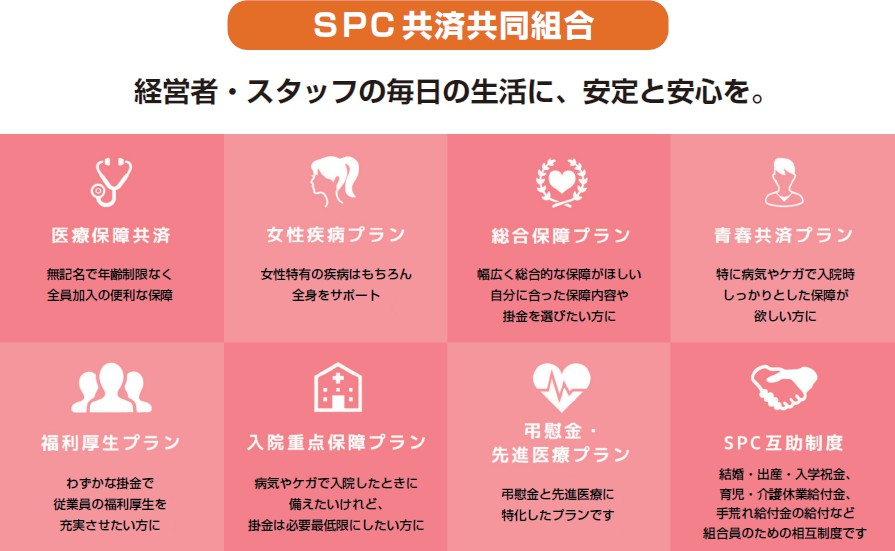 SPC共済共同組合
経営者・スタッフの毎日の生活に、安定と安心を。
医療保障共済
無記名で年齢制限なく
全員加入の便利な保障
女性疾病プラン
女性特有の疾病はもちろん
全身をサポート
総合保障プラン
幅広く総合的な保障がほしい
自分に合った保障内容や
掛金を選びたい方に
青春共済プラン
特に病気やケガで入院時
しっかりとした保障が
欲しい方に
福利厚生プラン
わずかな掛金で
従業員の福利厚生を
充実させたい方に
入院重点保障プラン
病気やケガで入院したときに
備えたいけれど、
掛金は必要最低限にしたい方に
弔慰金・
先進医療プラン
弔慰金と先進医療に
特化したプランです
SPC互助制度
結婚・出産・入学祝金、
育児・介護休業給付金、
手荒れ給付金の給付など
組合員のための相互制度です